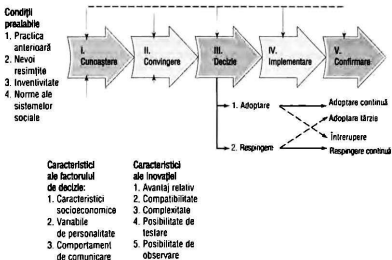 Condiții
prealabile
1. Practica
anterioară
2. Nevoi
resimțite
3. Inventivitate
4. Norme ale
sistemelor
sociale
I.
Cunoaștere
II.
Convingere
III.
Decizie
IV.
Implementare
V.
Confirmare
1. Adoptare
2. Respingere
Adoptare continuă
Adoptare târzie
Întrerupere
Respingere continuă
Caracteristici
ale factorului
de decizie:
1. Caracteristici
socioeconomice
2. Variabile
de personalitate
3. Comportament
de comunicare
Caracteristici
ale inovației
1. Avantaj relativ
2. Compatibilitate
3. Complexitate
4. Posibilitate de
testare
5. Posibilitate de
observare